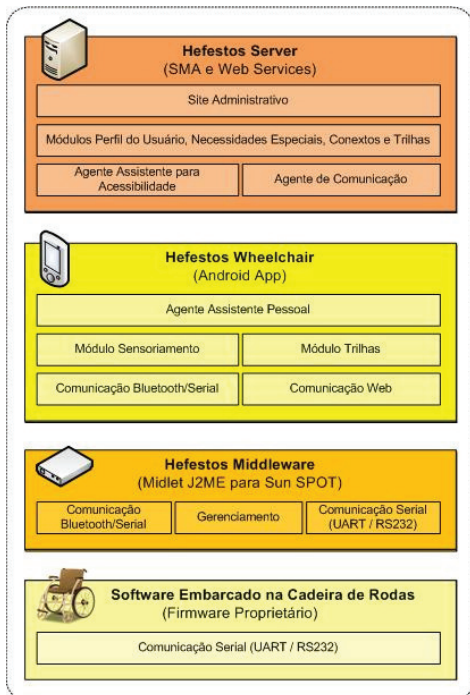 Hefestos Server
(SMA e Web Services)
Site Administrativo
Módulos Perfil do Usuário, Necessidades Especiais, Conextos e Trilhas
Agente Assistente para
Acessibilidade
Agente de Comunicação
Hefestos Wheelchair
(Android App)
Agente Assistente Pessoal
Módulo Sensoriamento
Módulo Trilhas
Comunicação Bluetooth/Serial
Comunicação Web
Hefestos Middleware
(Midlet J2ME para Sun SPOT)
Comunicação
Bluetooth/Serial
Gerenciamento
Comunicação Serial
(UART / RS232)
Software Embarcado na Cadeira de Rodas
(Firmware Proprietário)
Comunicação Serial (UART / RS232)